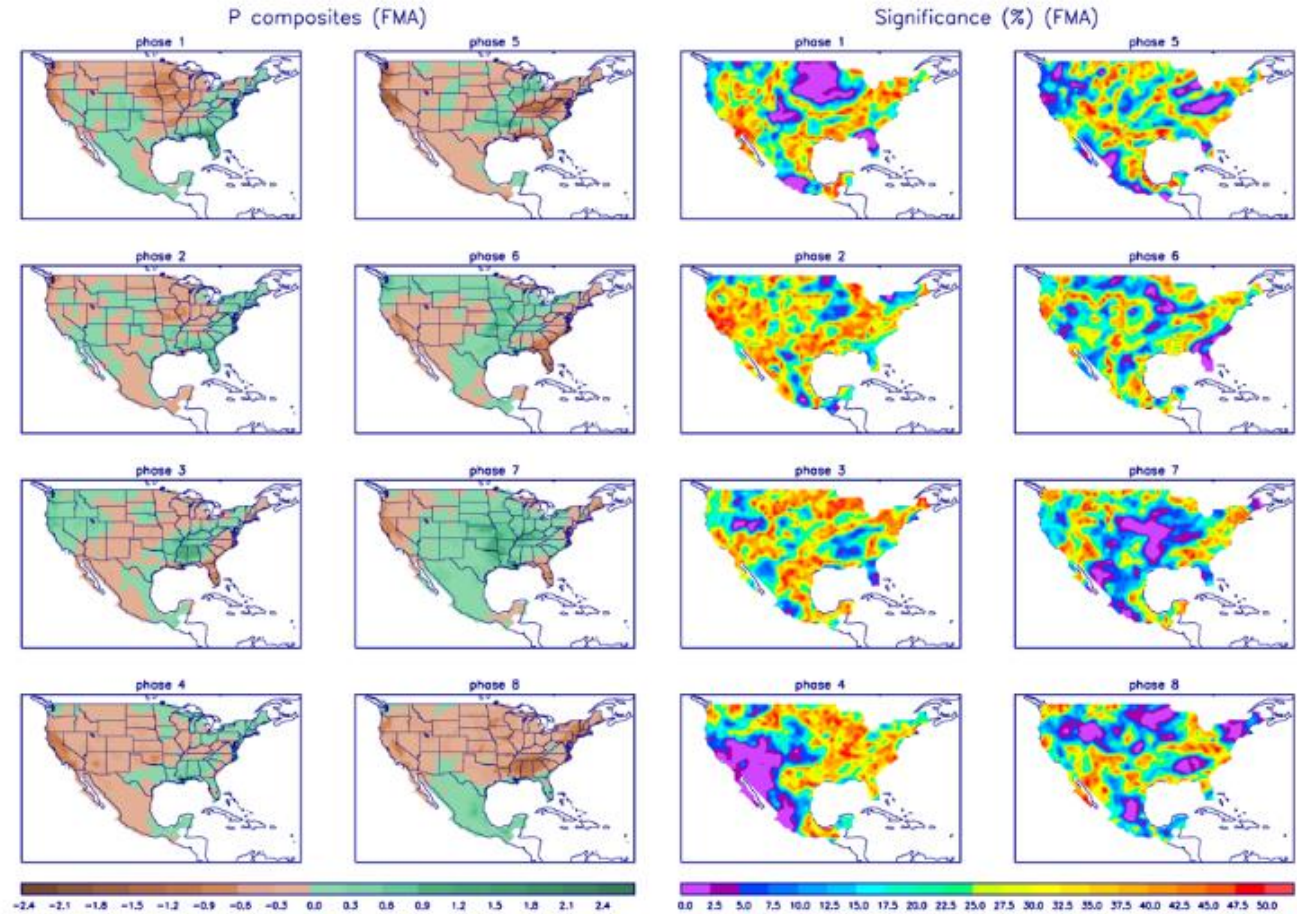 P composites (FMA)
Significance (%) (FMA)
phase 1
phase 5
phase 1
phase 5
phase 2
phase 6
phase 2
phase 6
phase 3
phase 7
phase 3
phase 7
phase 4
phase 8
phase 4
phase 8
−2.4 −2.1 −1.8 −1.5 −1.2 −0.9 −0.6 −0.3 0.0 0.3 0.6 0.9 1.2 1.5 1.8 2.1 2.4
0.0 2.5 5.0 7.5 10.0 12.5 15.0 17.5 20.0 22.5 25.0 27.5 30.0 32.5 35.0 37.5 40.0 42.5 45.0 47.5 50.0